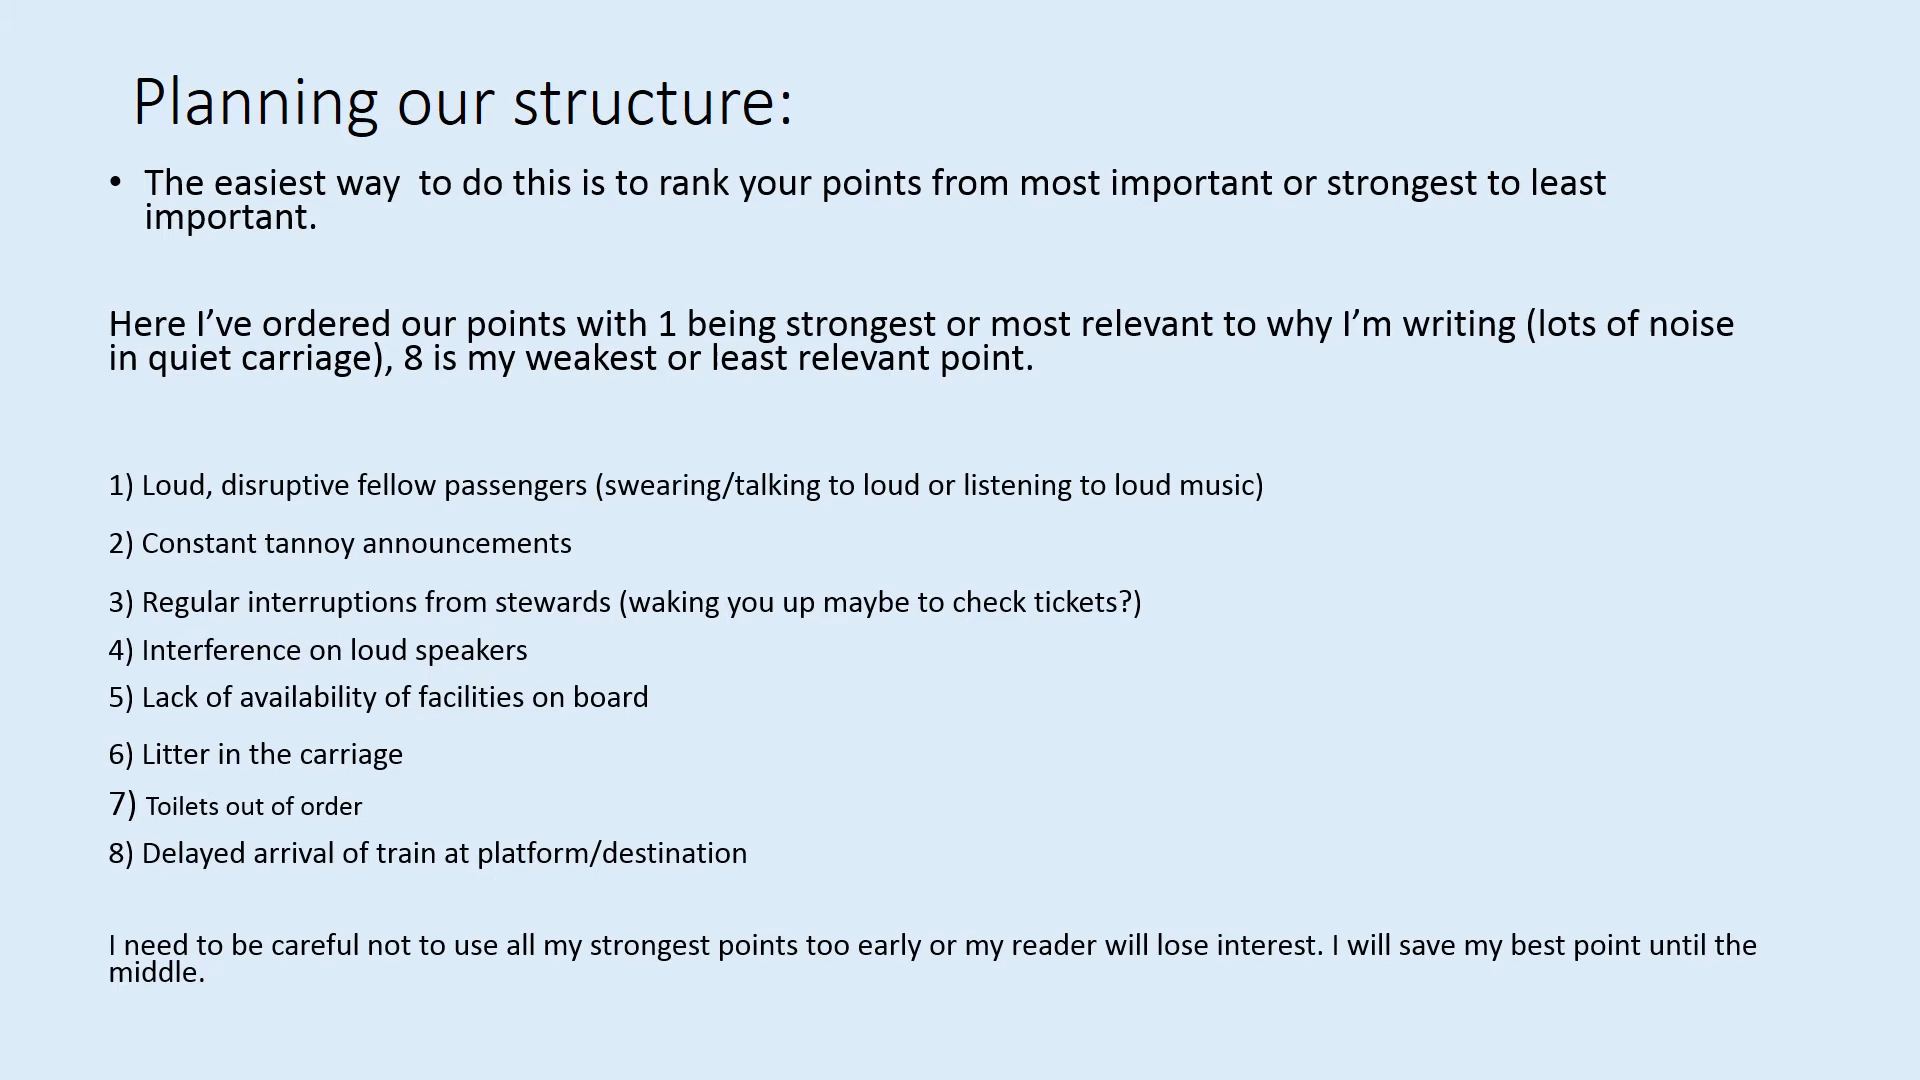 Planning our structure:
• The easiest way  to do this is to rank your points from most important or strongest to least
important.
Here I’ve ordered our points with 1 being strongest or most relevant to why I’m writing (lots of noise
in quiet carriage), 8 is my weakest or least relevant point.
1) Loud, disruptive fellow passengers (swearing/talking to loud or listening to loud music)
2) Constant tannoy announcements
3) Regular interruptions from stewards (waking you up maybe to check tickets?)
4) Interference on loud speakers
5) Lack of availability of facilities on board
6) Litter in the carriage
7) Toilets out of order
8) Delayed arrival of train at platform/destination
I need to be careful not to use all my strongest points too early or my reader will lose interest. I will save my best point until the
middle.